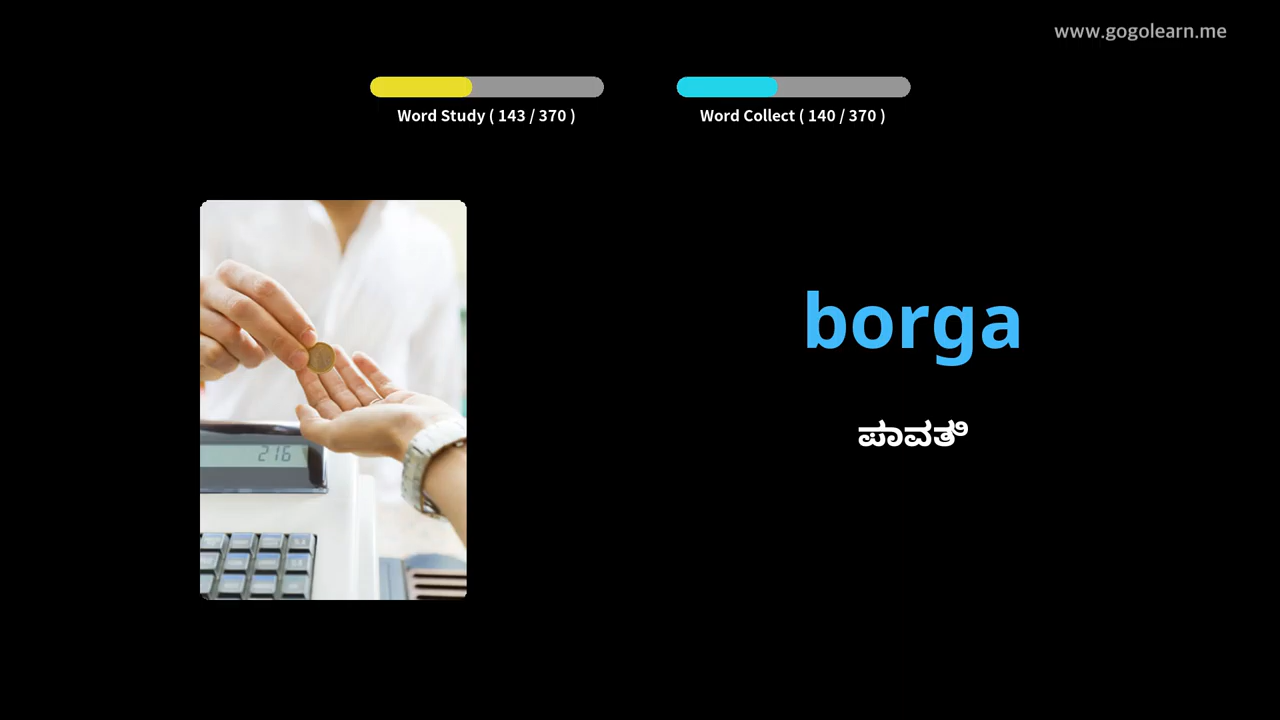 www.gogolearn.me
Word Study ( 143 / 370 )
Word Collect ( 140 / 370 )
borga
ಪಾವತಿ
216